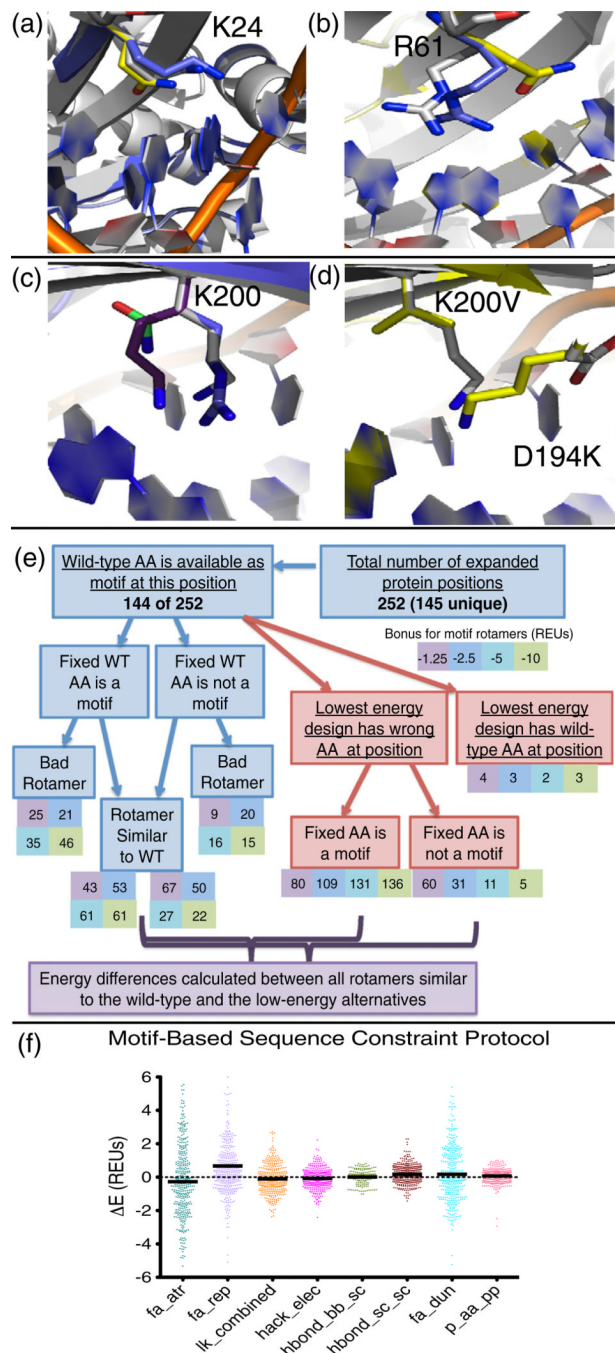 (a)
K24
(b)
R61
(c)
K200
(d)
K200V
D194K
(e)
Wild-type AA is available as
motif at this position
144 of 252
Total number of expanded
protein positions
252 (145 unique)
Bonus for motif rotamers (REUs)
-1.25 -2.5 -5 -10
Fixed WT
AA is a
motif
Fixed WT
AA is not a
motif
Lowest energy
design has wrong
AA at position
Lowest energy
design has wild-
type AA at position
4 3 2 3
Bad
Rotamer
25 21
35 46
Rotamer
Similar
to WT
43 53
61 61
67 50
27 22
Bad
Rotamer
9 20
16 15
Fixed AA is
a motif
80 109 131 136
Fixed AA is
not a motif
60 31 11 5
Energy differences calculated between all rotamers similar
to the wild-type and the low-energy alternatives
(f)
Motif-Based Sequence Constraint Protocol
ΔE (REUs)
6
4
2
0
-2
-4
-6
fa_atr
fa_rep
lk_combined
hack_elec
hbond_bb_sc
hbond_sc_sc
fa_dun
p_aa_pp